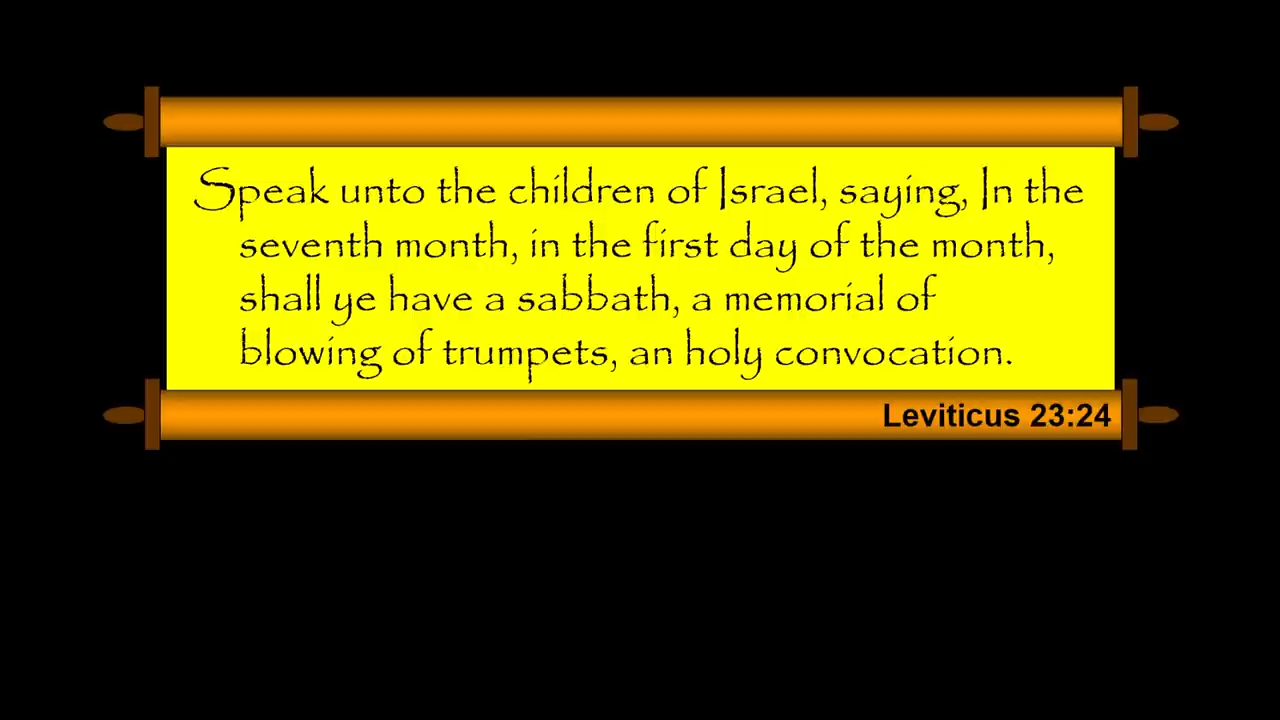 Speak unto the children of Israel, saying, In the
seventh month, in the first day of the month,
shall ye have a sabbath, a memorial of
blowing of trumpets, an holy convocation.
Leviticus 23:24